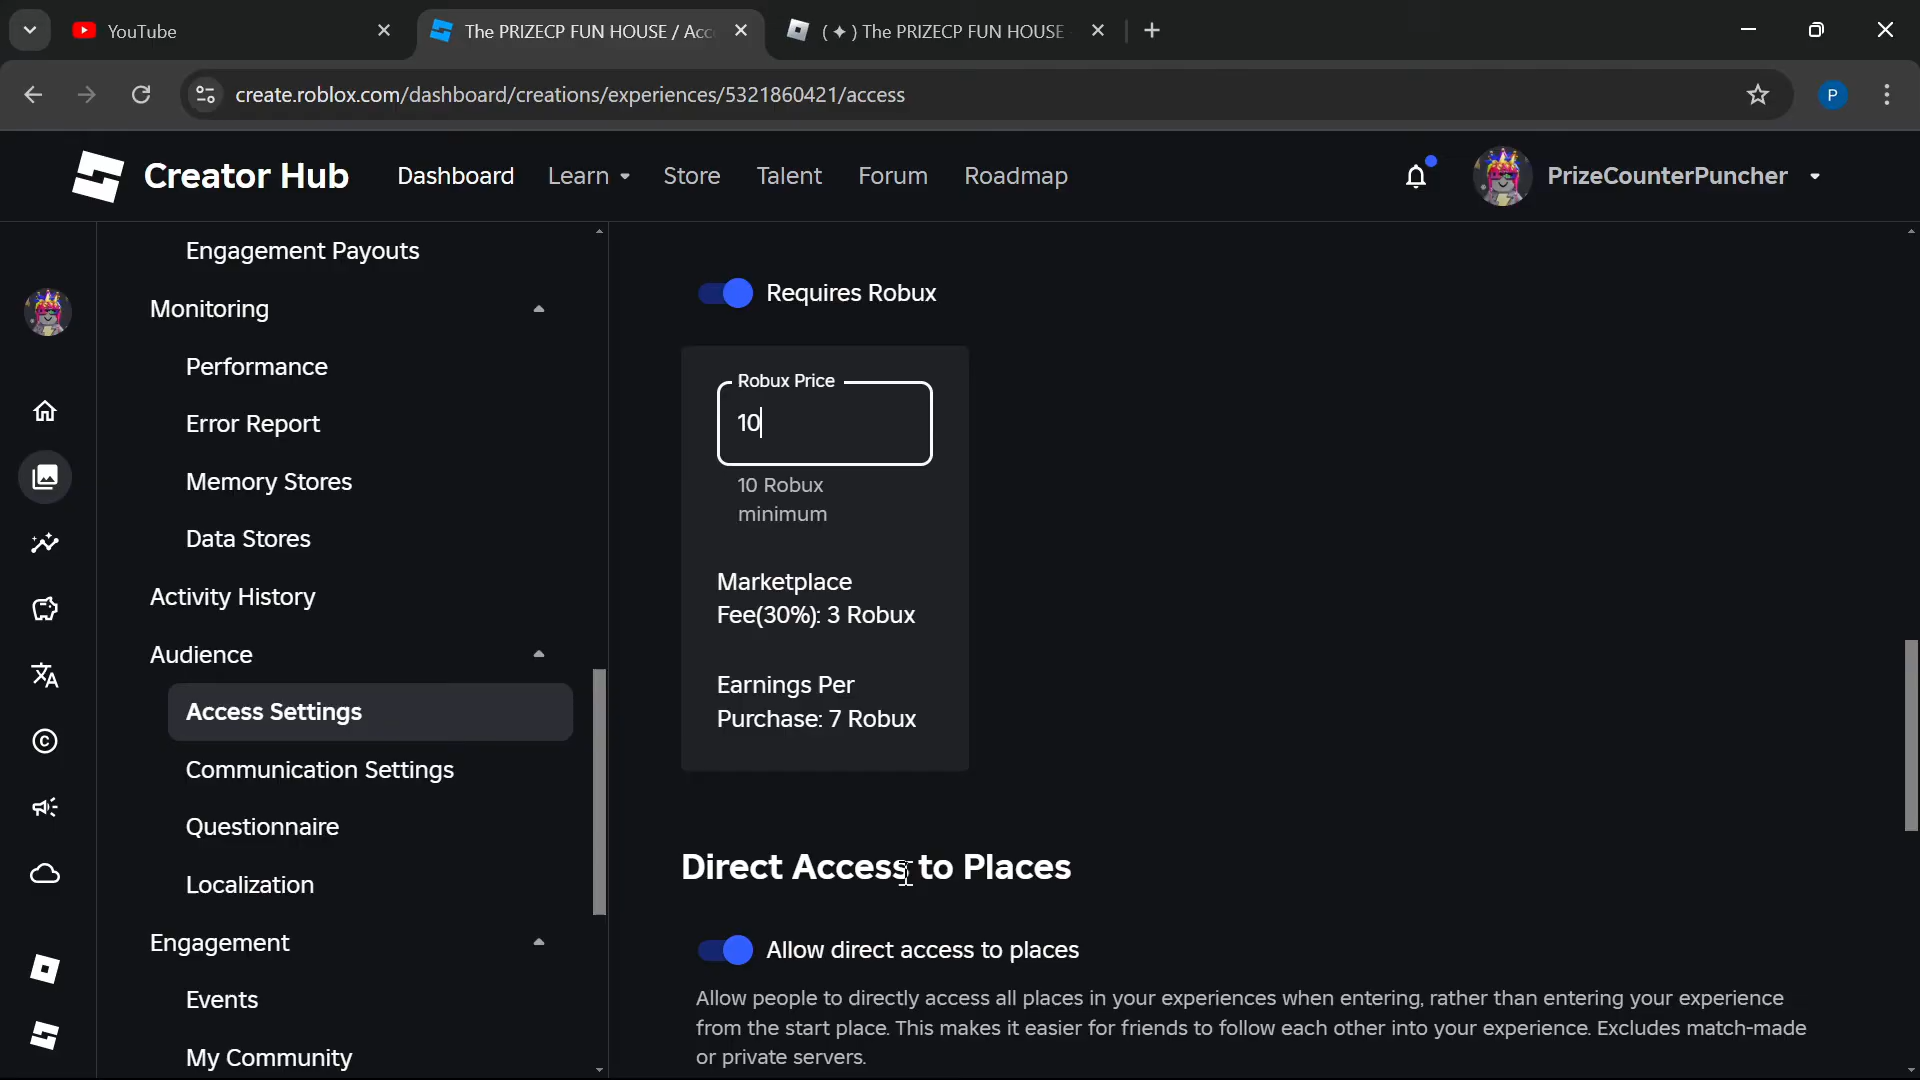 YouTube
The PRIZECP FUN HOUSE / Acc
( ✦ ) The PRIZECP FUN HOUSE
create.roblox.com/dashboard/creations/experiences/5321860421/access
P
Creator Hub
Dashboard
Learn
Store
Talent
Forum
Roadmap
PrizeCounterPuncher
Engagement Payouts
Monitoring
Performance
Error Report
Memory Stores
Data Stores
Activity History
Audience
Access Settings
Communication Settings
Questionnaire
Localization
Engagement
Events
My Community
Requires Robux
Robux Price
10
10 Robux
minimum
Marketplace
Fee(30%): 3 Robux
Earnings Per
Purchase: 7 Robux
Direct Access to Places
Allow direct access to places
Allow people to directly access all places in your experiences when entering, rather than entering your experience
from the start place. This makes it easier for friends to follow each other into your experience. Excludes match-made
or private servers.